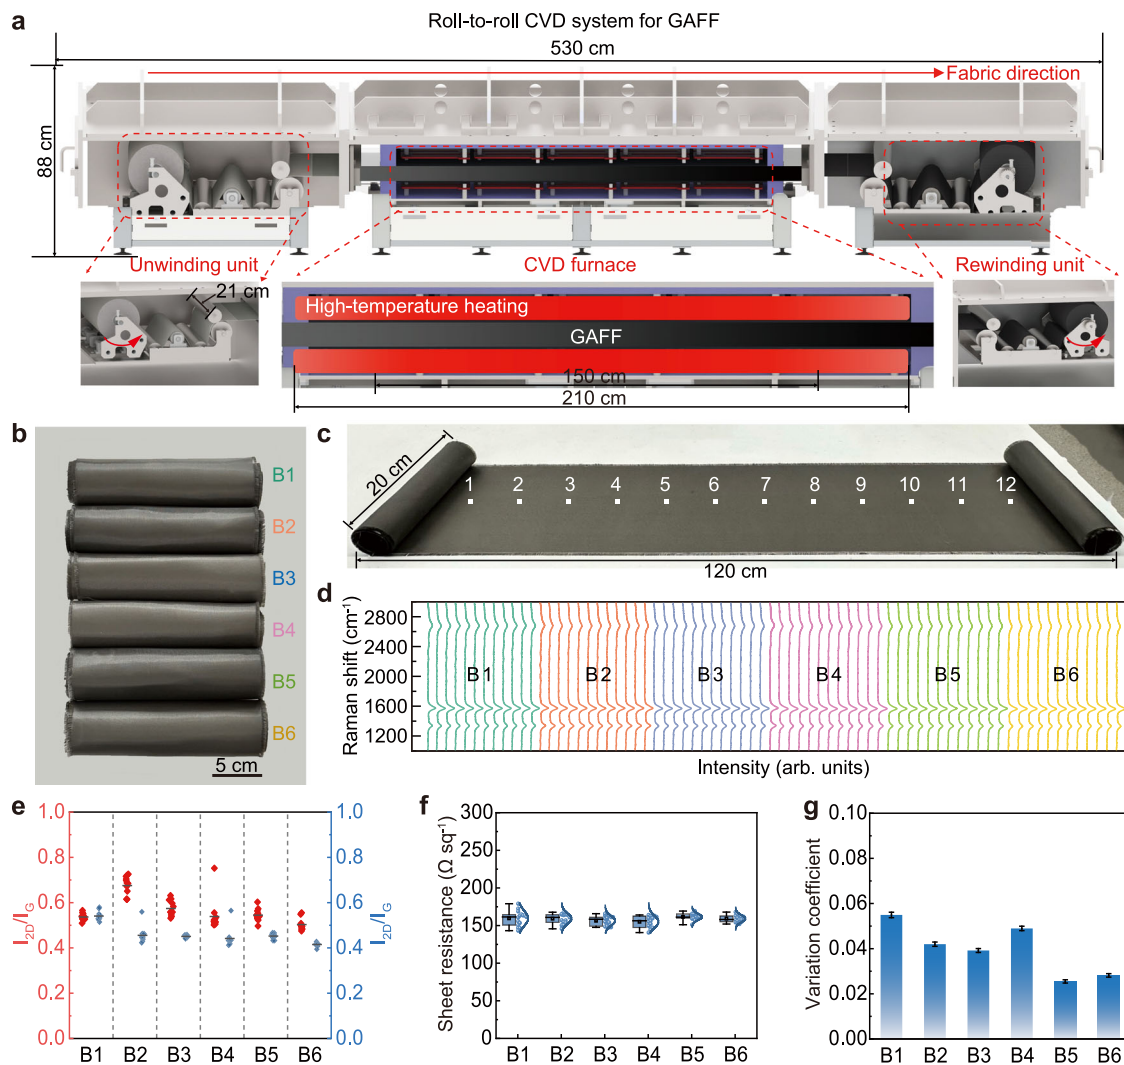 a
Roll-to-roll CVD system for GAFF
530 cm
Fabric direction
88 cm
Unwinding unit
CVD furnace
Rewinding unit
21 cm
High-temperature heating
GAFF
150 cm
210 cm
b
B1
B2
B3
B4
B5
B6
5 cm
c
20 cm
1 2 3 4 5 6 7 8 9 10 11 12
120 cm
d
Raman shift (cm⁻¹)
2800
2400
2000
1600
1200
B1 B2 B3 B4 B5 B6
Intensity (arb. units)
e
I2D/IG
1.0
0.8
0.6
0.4
0.2
0.0
1.0
0.8
0.6
0.4
0.2
0.0
I2D/IG
B1 B2 B3 B4 B5 B6
f
Sheet resistance (Ω sq⁻¹)
300
250
200
150
100
50
0
B1 B2 B3 B4 B5 B6
g
Variation coefficient
0.10
0.08
0.06
0.04
0.02
0.00
B1 B2 B3 B4 B5 B6